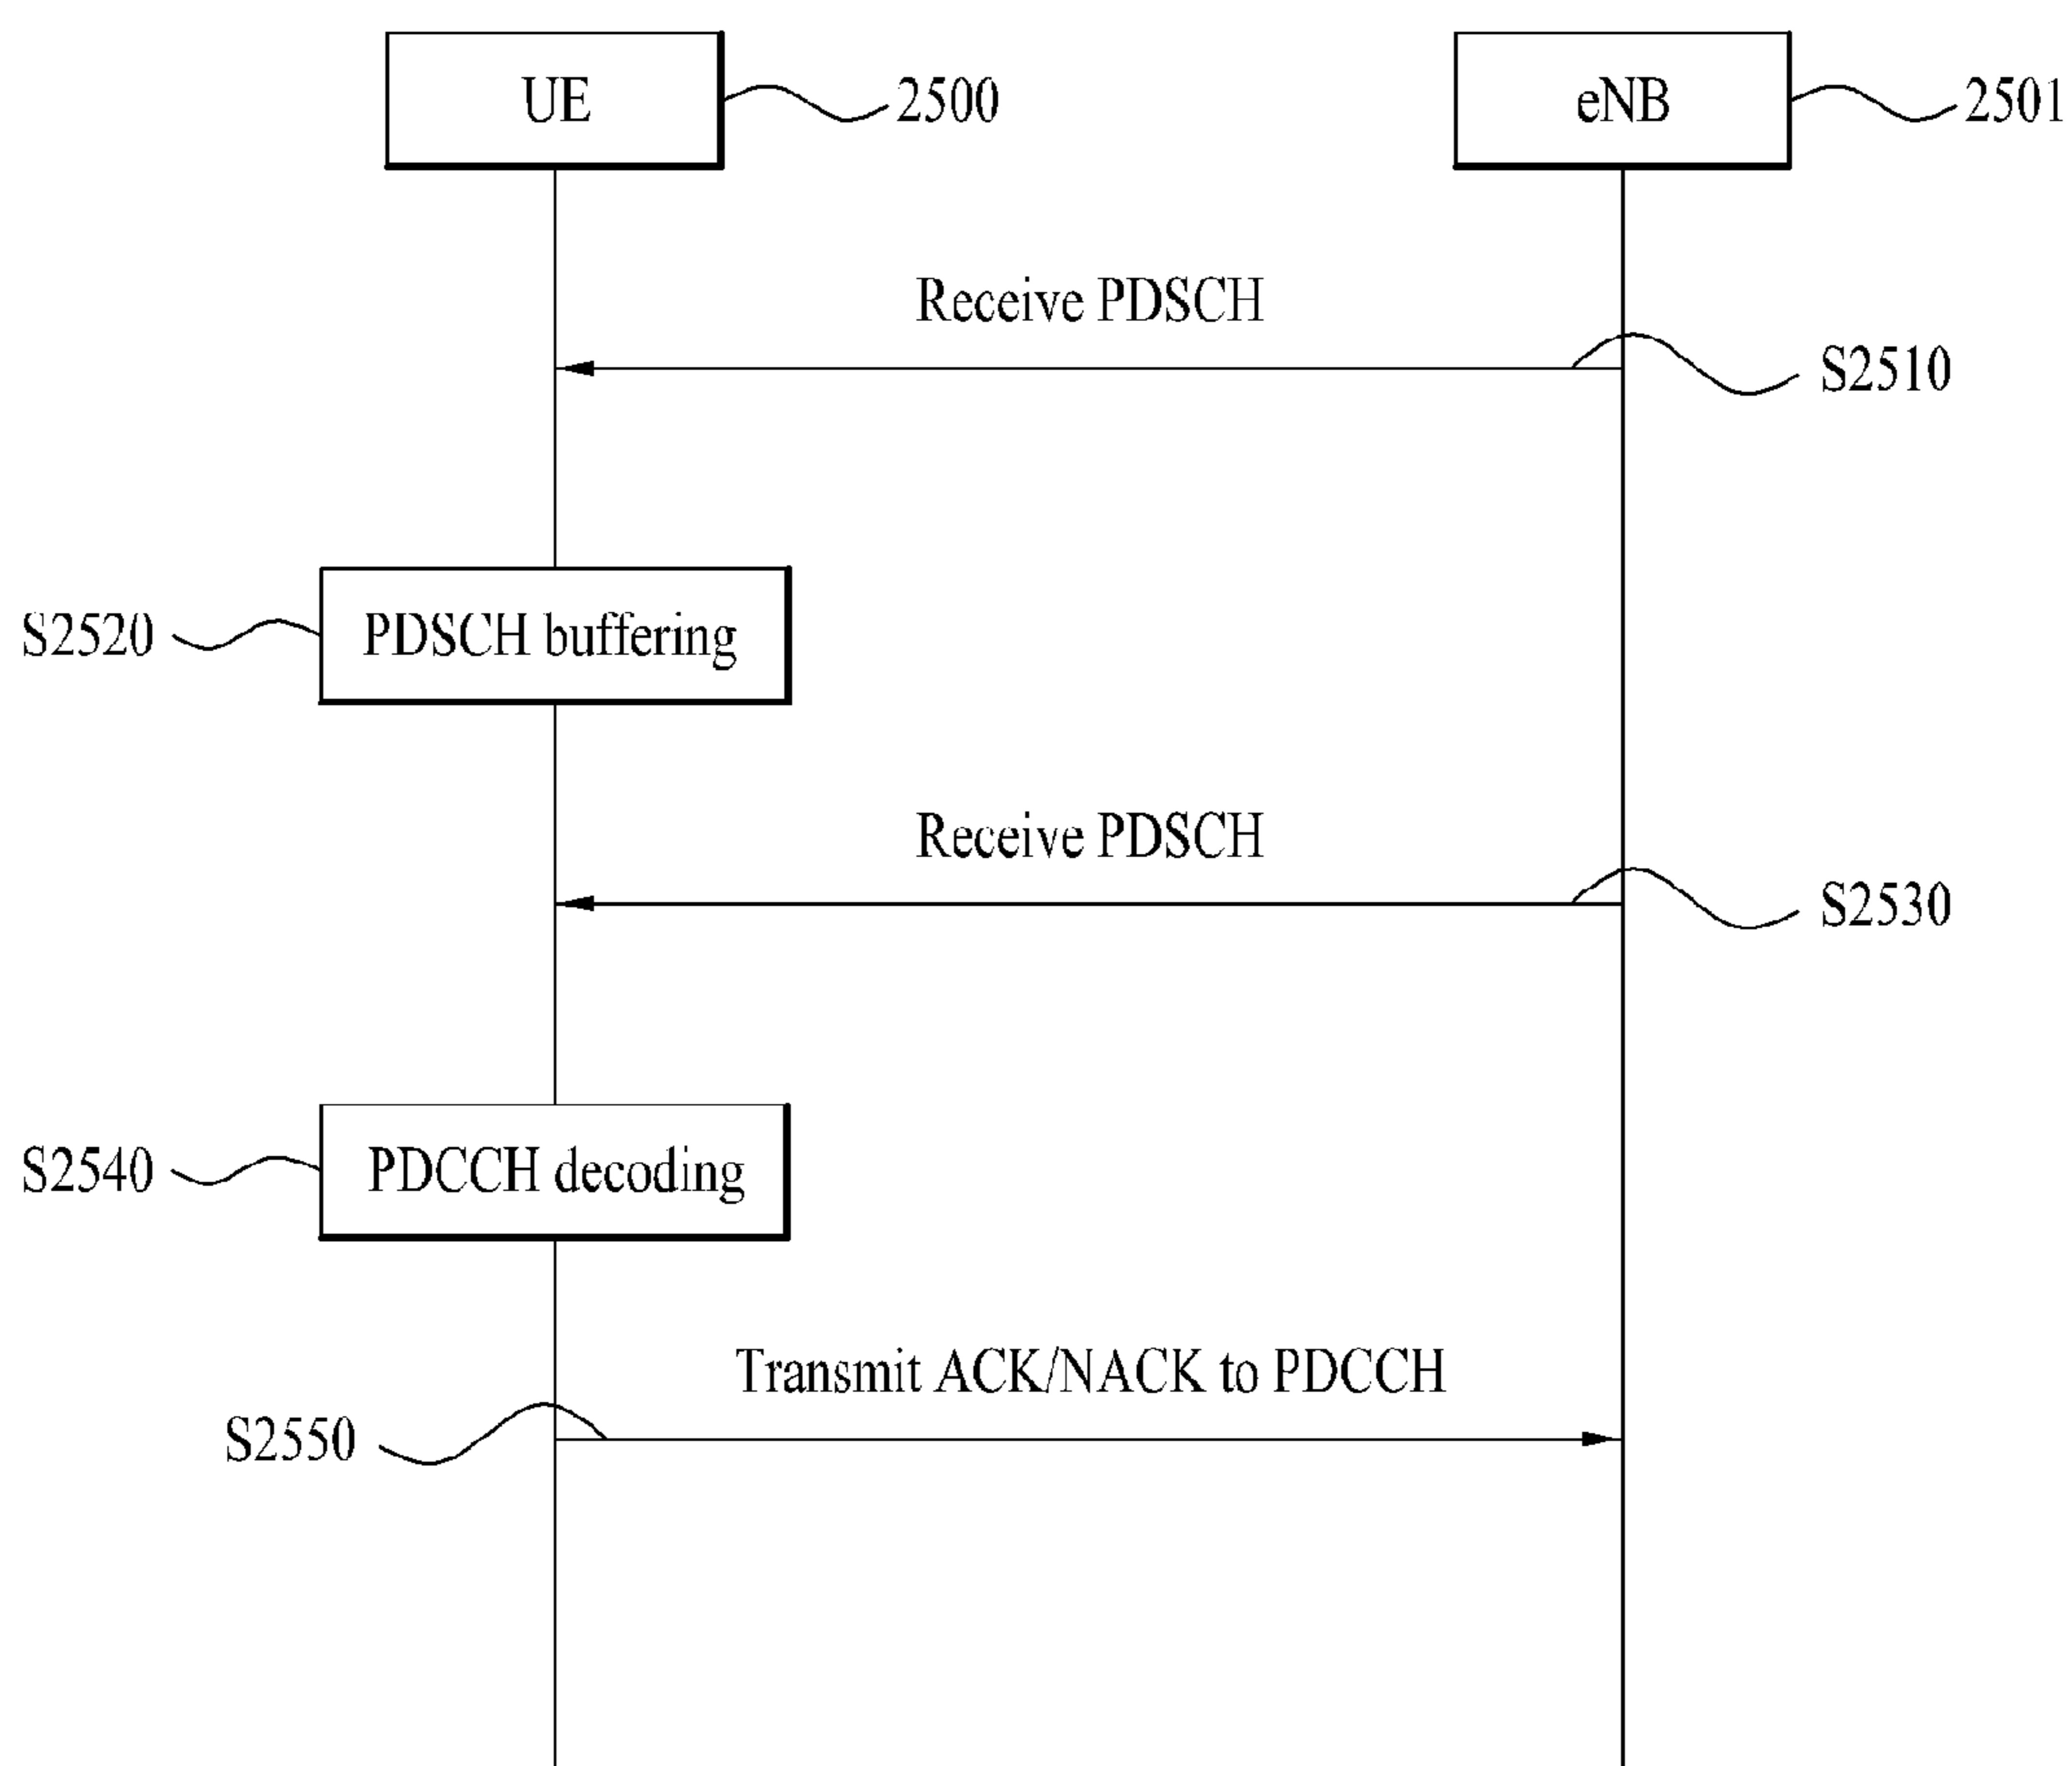 UE
2500
eNB
2501
Receive PDSCH
S2510
S2520
PDSCH buffering
Receive PDSCH
S2530
S2540
PDCCH decoding
Transmit ACK/NACK to PDCCH
S2550